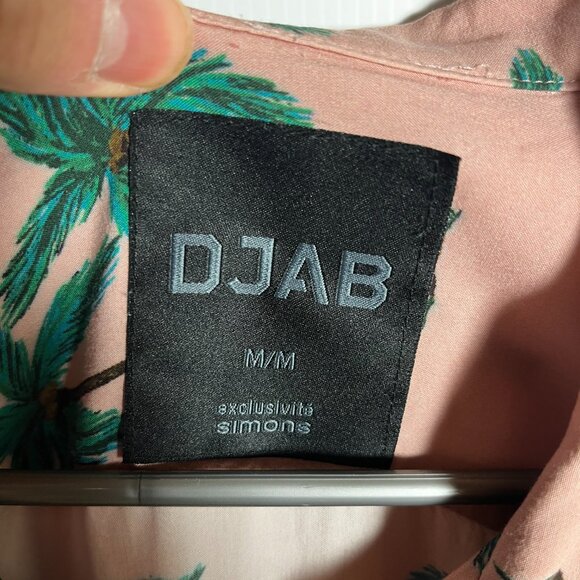 DJAB
M/M
exclusivité
simons